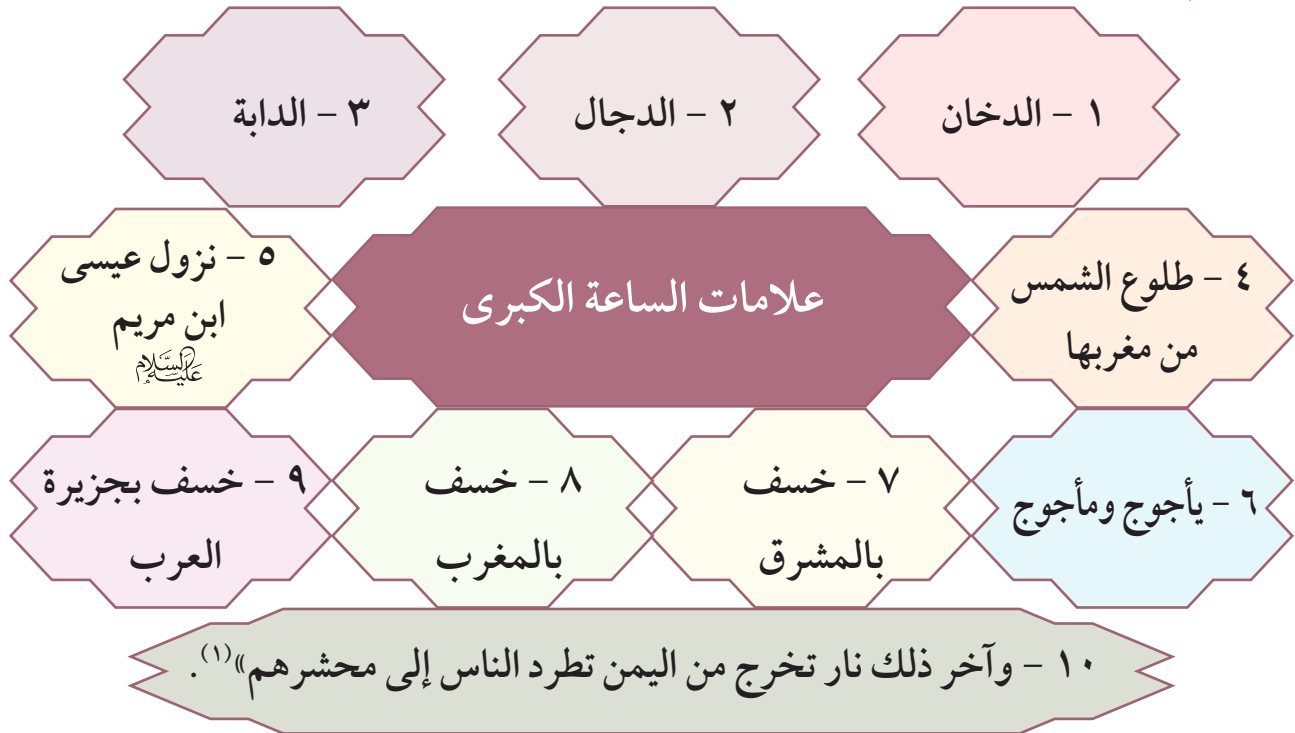 ١ - الدخان
٢ - الدجال
٣ - الدابة
علامات الساعة الكبرى
٤ - طلوع الشمس
من مغربها
٥ - نزول عيسى
ابن مريم
عَلَيْهِ السَّلَام
٦ - يأجوج ومأجوج
٧ - خسف
بالمشرق
٨ - خسف
بالمغرب
٩ - خسف بجزيرة
العرب
١٠ - وآخر ذلك نار تخرج من اليمن تطرد الناس إلى محشرهم»(١).